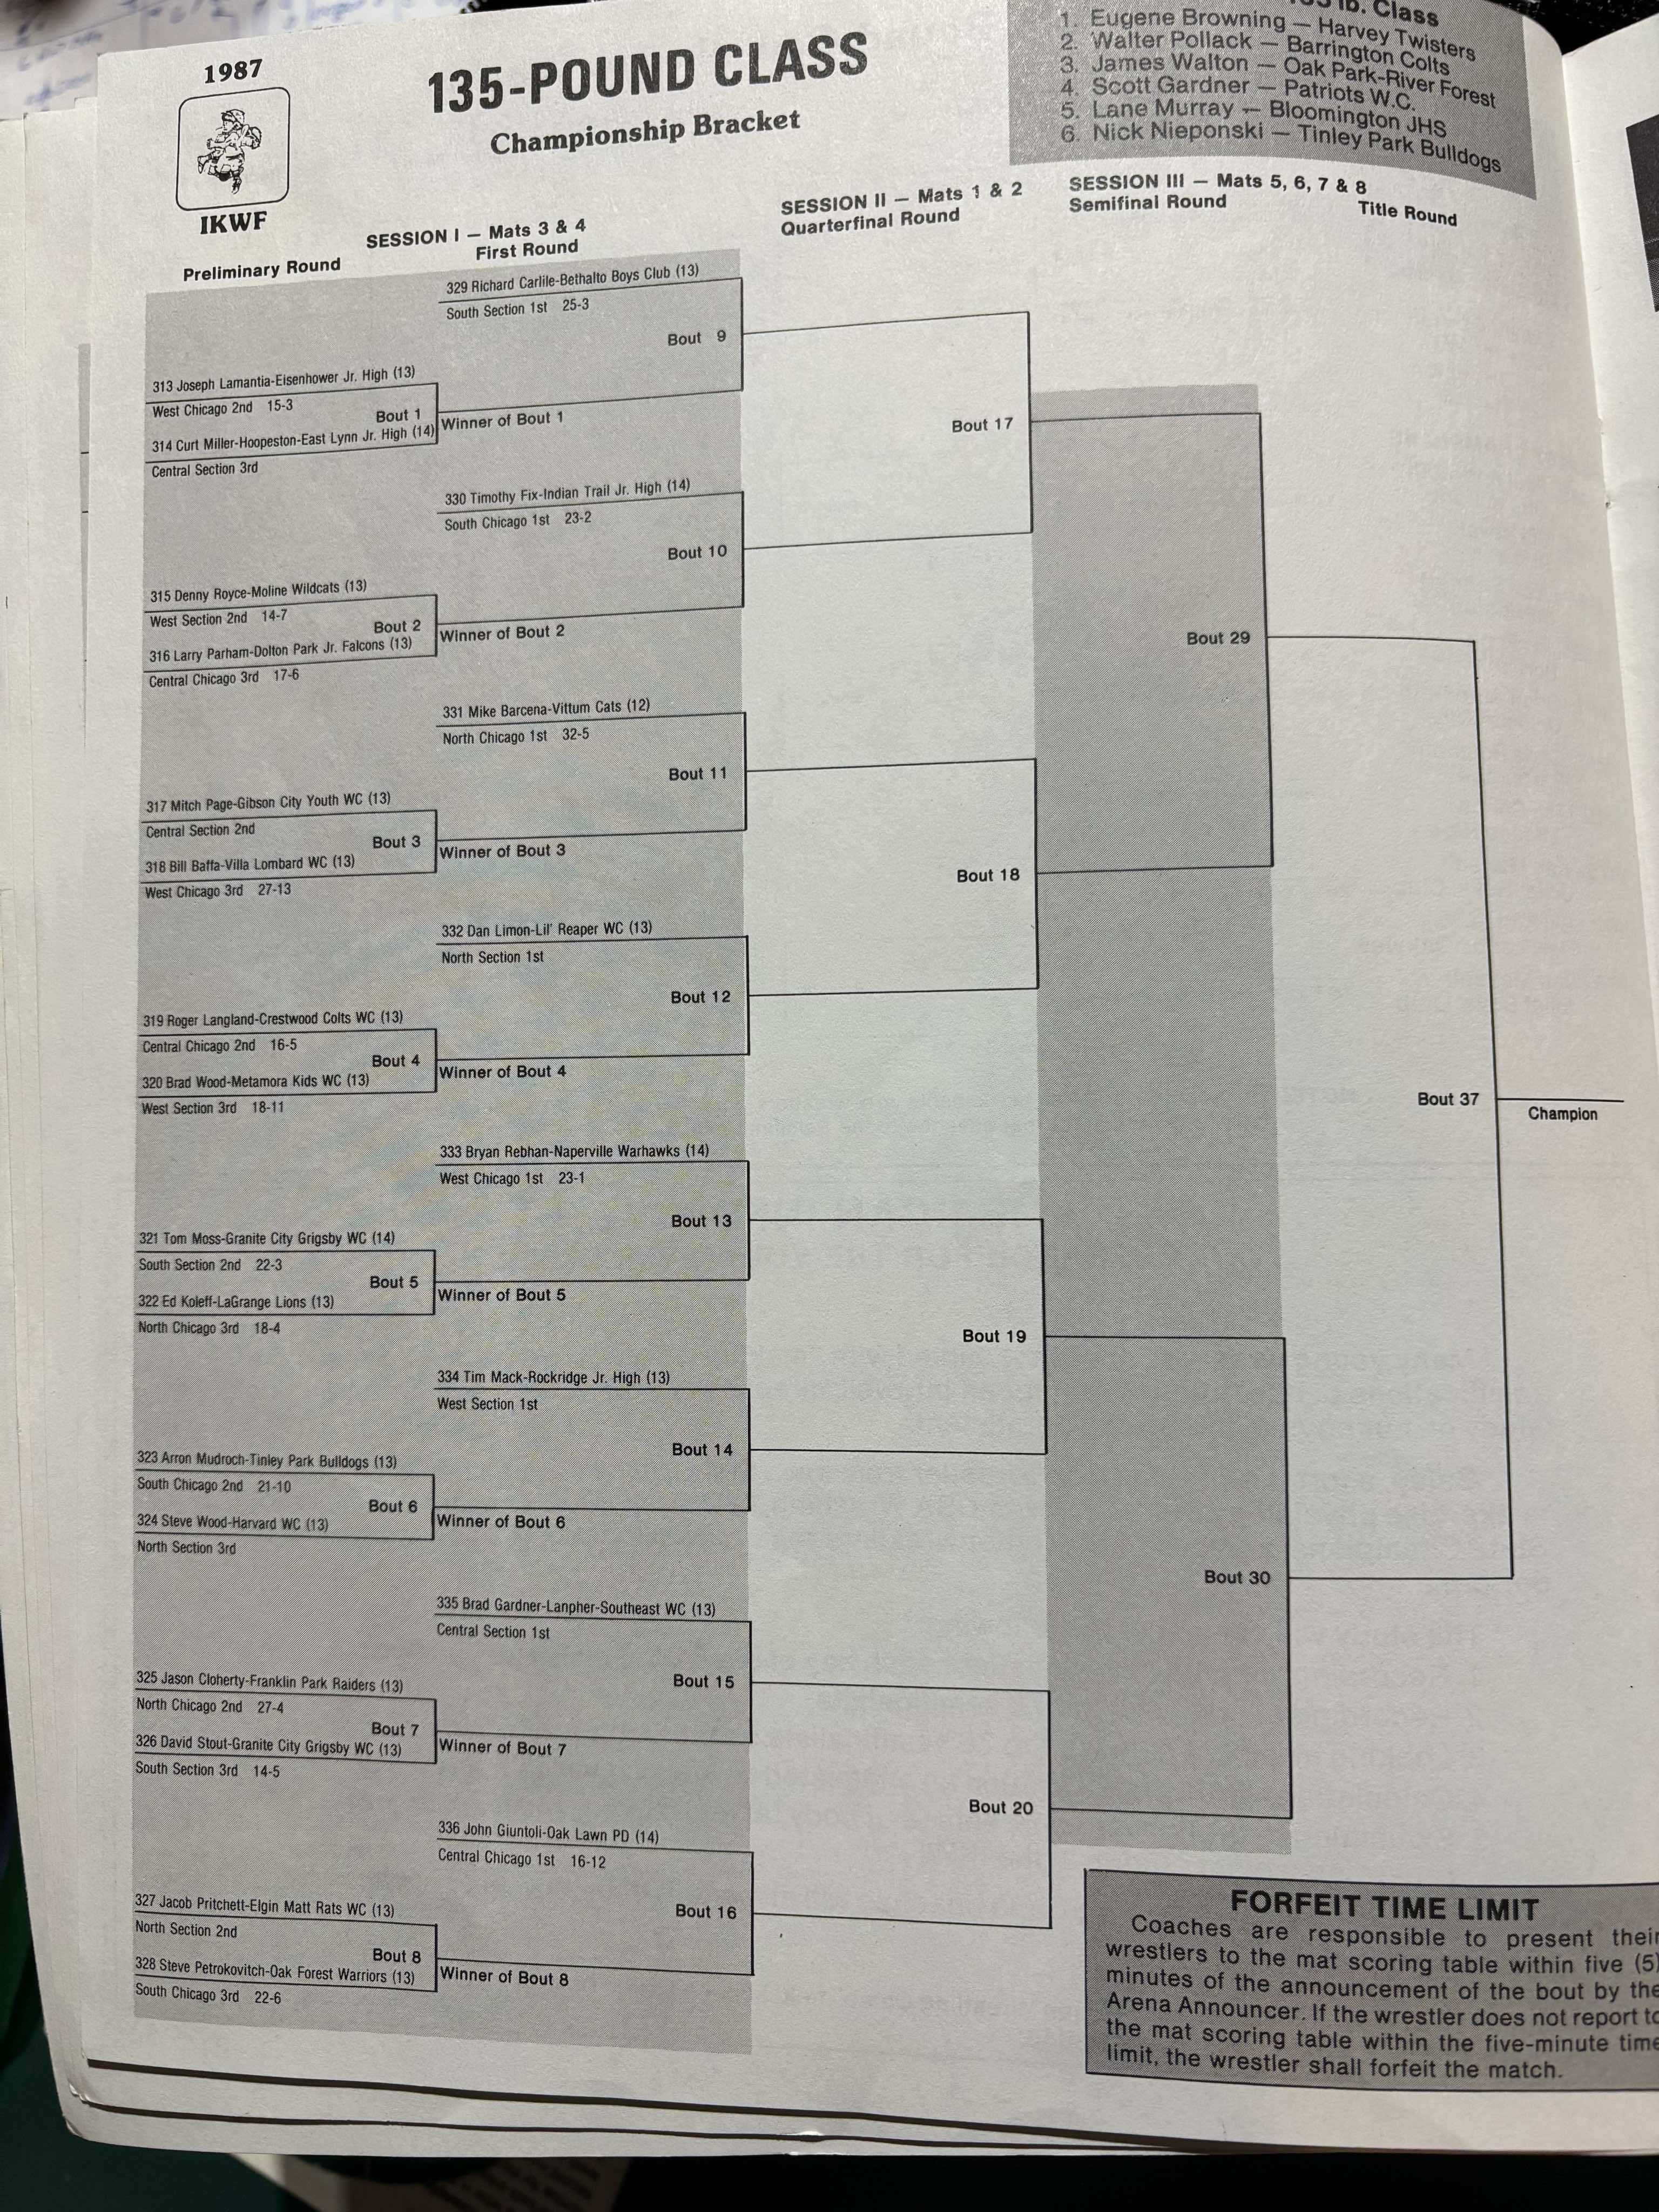 1987
IKWF
135-POUND CLASS
Championship Bracket
lb. Class
1. Eugene Browning — Harvey Twisters
2. Walter Pollack — Barrington Colts
3. James Walton — Oak Park-River Forest
4. Scott Gardner — Patriots W.C.
5. Lane Murray — Bloomington JHS
6. Nick Nieponski — Tinley Park Bulldogs
SESSION I — Mats 3 & 4
Preliminary Round
First Round
SESSION II — Mats 1 & 2
Quarterfinal Round
SESSION III — Mats 5, 6, 7 & 8
Semifinal Round
Title Round
329 Richard Carlile-Bethalto Boys Club (13)
South Section 1st 25-3
Bout 9
313 Joseph Lamantia-Eisenhower Jr. High (13)
West Chicago 2nd 15-3
Bout 1
314 Curt Miller-Hoopeston-East Lynn Jr. High (14)
Central Section 3rd
Winner of Bout 1
Bout 17
330 Timothy Fix-Indian Trail Jr. High (14)
South Chicago 1st 23-2
Bout 10
315 Denny Royce-Moline Wildcats (13)
West Section 2nd 14-7
Bout 2
316 Larry Parham-Dolton Park Jr. Falcons (13)
Central Chicago 3rd 17-6
Winner of Bout 2
Bout 29
331 Mike Barcena-Vittum Cats (12)
North Chicago 1st 32-5
Bout 11
317 Mitch Page-Gibson City Youth WC (13)
Central Section 2nd
Bout 3
318 Bill Baffa-Villa Lombard WC (13)
West Chicago 3rd 27-13
Winner of Bout 3
Bout 18
332 Dan Limon-Lil' Reaper WC (13)
North Section 1st
Bout 12
319 Roger Langland-Crestwood Colts WC (13)
Central Chicago 2nd 16-5
Bout 4
320 Brad Wood-Metamora Kids WC (13)
West Section 3rd 18-11
Winner of Bout 4
Bout 37
Champion
333 Bryan Rebhan-Naperville Warhawks (14)
West Chicago 1st 23-1
Bout 13
321 Tom Moss-Granite City Grigsby WC (14)
South Section 2nd 22-3
Bout 5
322 Ed Koleff-LaGrange Lions (13)
North Chicago 3rd 18-4
Winner of Bout 5
Bout 19
334 Tim Mack-Rockridge Jr. High (13)
West Section 1st
Bout 14
323 Arron Mudroch-Tinley Park Bulldogs (13)
South Chicago 2nd 21-10
Bout 6
324 Steve Wood-Harvard WC (13)
North Section 3rd
Winner of Bout 6
Bout 30
335 Brad Gardner-Lanpher-Southeast WC (13)
Central Section 1st
Bout 15
325 Jason Cloherty-Franklin Park Raiders (13)
North Chicago 2nd 27-4
Bout 7
326 David Stout-Granite City Grigsby WC (13)
South Section 3rd 14-5
Winner of Bout 7
Bout 20
336 John Giuntoli-Oak Lawn PD (14)
Central Chicago 1st 16-12
Bout 16
327 Jacob Pritchett-Elgin Matt Rats WC (13)
North Section 2nd
Bout 8
328 Steve Petrokovitch-Oak Forest Warriors (13)
South Chicago 3rd 22-6
Winner of Bout 8
FORFEIT TIME LIMIT
Coaches are responsible to present their
wrestlers to the mat scoring table within five (5)
minutes of the announcement of the bout by the
Arena Announcer. If the wrestler does not report to
the mat scoring table within the five-minute time
limit, the wrestler shall forfeit the match.